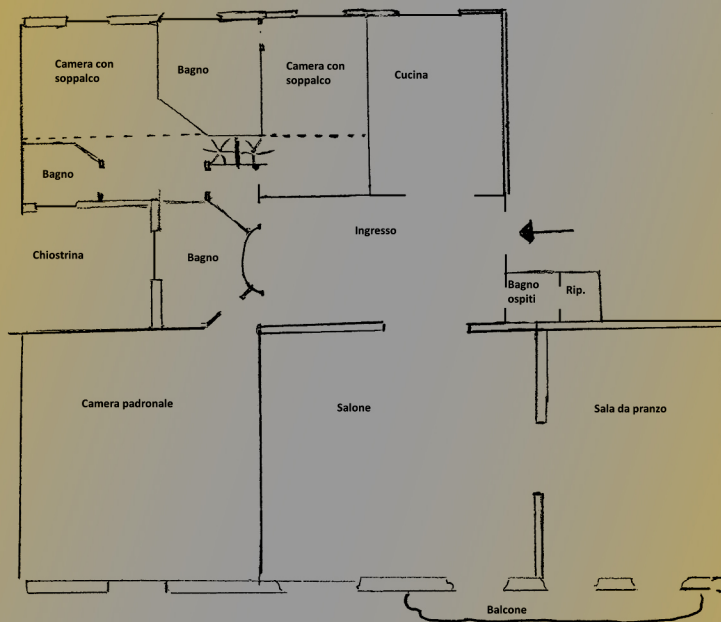 Camera con
soppalco
Bagno
Camera con
soppalco
Cucina
Bagno
Chiostrina
Bagno
Ingresso
Bagno
ospiti
Rip.
Camera padronale
Salone
Sala da pranzo
Balcone